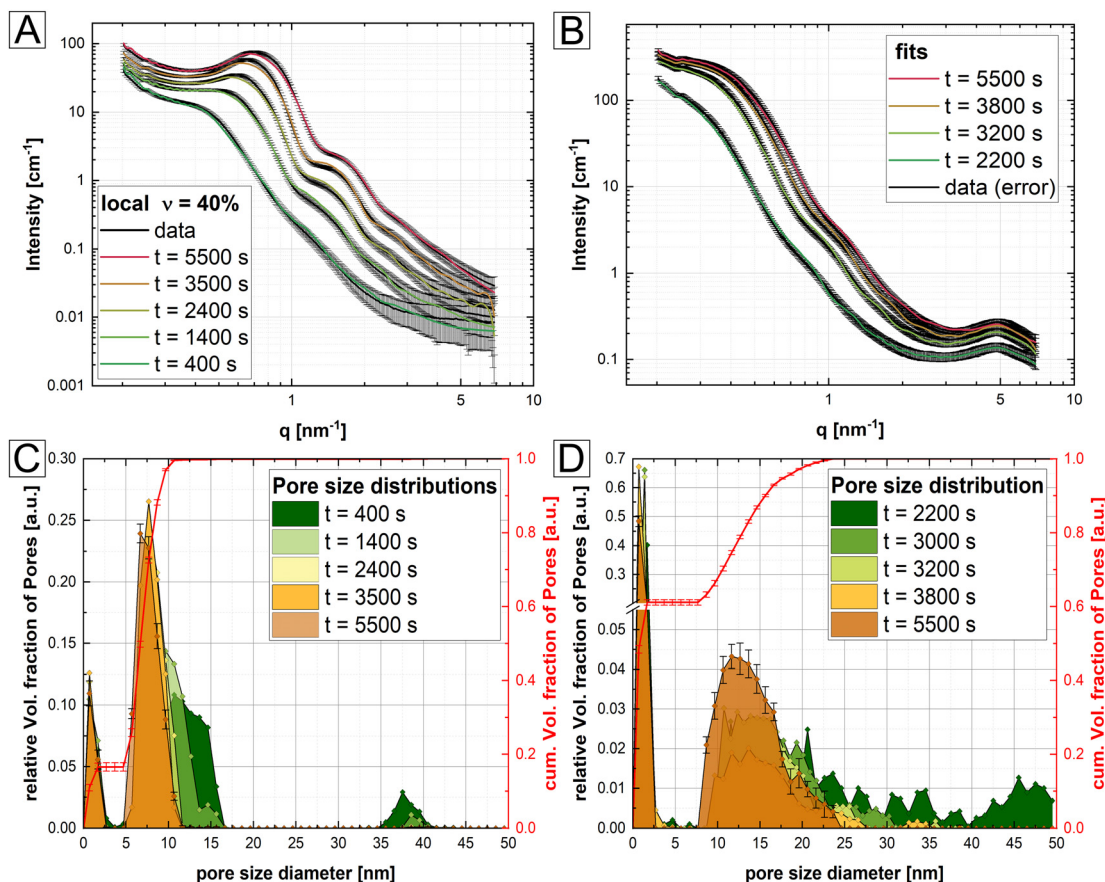 A
Intensity [cm⁻¹]
100
10
1
0.1
0.01
0.001
local ν = 40%
data
t = 5500 s
t = 3500 s
t = 2400 s
t = 1400 s
t = 400 s
1
5
10
q [nm⁻¹]
B
Intensity [cm⁻¹]
100
10
1
0.1
fits
t = 5500 s
t = 3800 s
t = 3200 s
t = 2200 s
data (error)
1
5
10
q [nm⁻¹]
C
relative Vol. fraction of Pores [a.u.]
0.30
0.25
0.20
0.15
0.10
0.05
0.00
Pore size distributions
t = 400 s
t = 1400 s
t = 2400 s
t = 3500 s
t = 5500 s
1.0
0.8
0.6
0.4
0.2
0.0
cum. Vol. fraction of Pores [a.u.]
0 5 10 15 20 25 30 35 40 45 50
pore size diameter [nm]
D
relative Vol. fraction of Pores [a.u.]
0.7
0.6
0.5
0.4
0.3
0.2
0.05
0.04
0.03
0.02
0.01
0.00
Pore size distribution
t = 2200 s
t = 3000 s
t = 3200 s
t = 3800 s
t = 5500 s
1.0
0.8
0.6
0.4
0.2
0.0
cum. Vol. fraction of Pores [a.u.]
0 5 10 15 20 25 30 35 40 45 50
pore size diameter [nm]